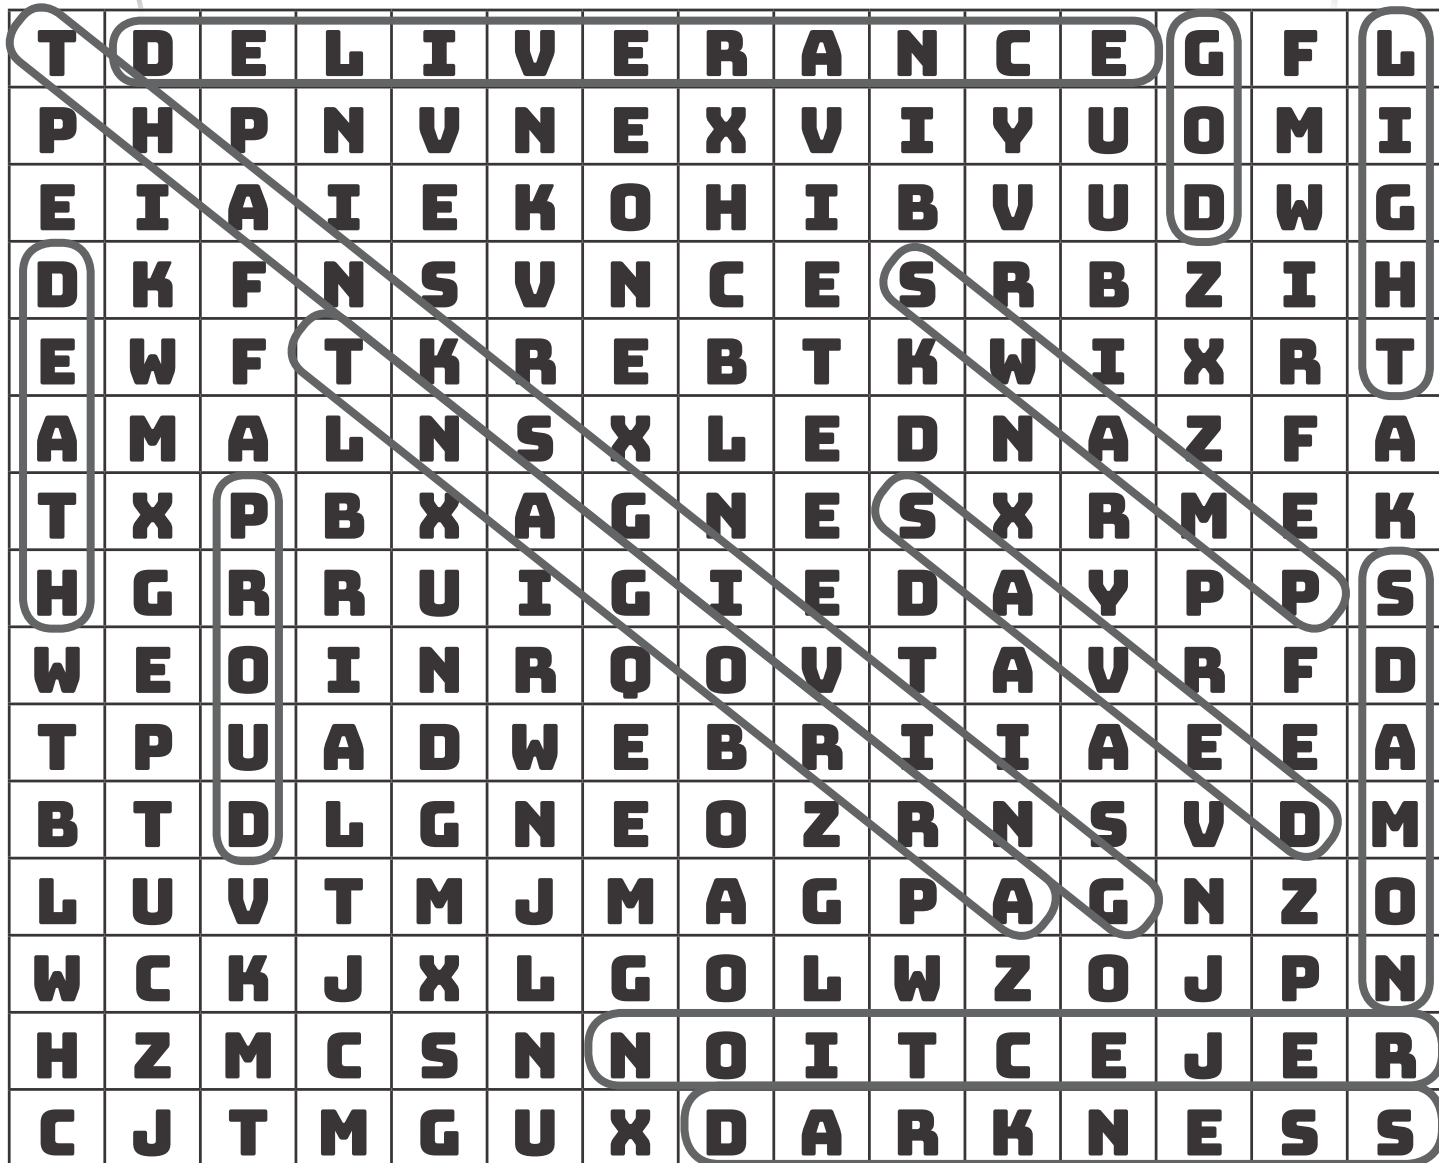 T D E L I V E R A N C E G F L
P H P N V N E X V I Y U O M I
E I A I E K O H I B V U D W G
D K F N S V N C E S R B Z I H
E W F T K R E B T K W I X R T
A M A L N S X L E D N A Z F A
T X P B X A G N E S X R M E K
H G R R U I G I E D A Y P P S
W E O I N R Q O V T A V R F D
T P U A D W E B R I I A E E A
B T D L G N E O Z R N S V D M
L U V T M J M A G P A G N Z O
W C K J X L G O L W Z O J P N
H Z M C S N N O I T C E J E R
C J T M G U X D A R K N E S S